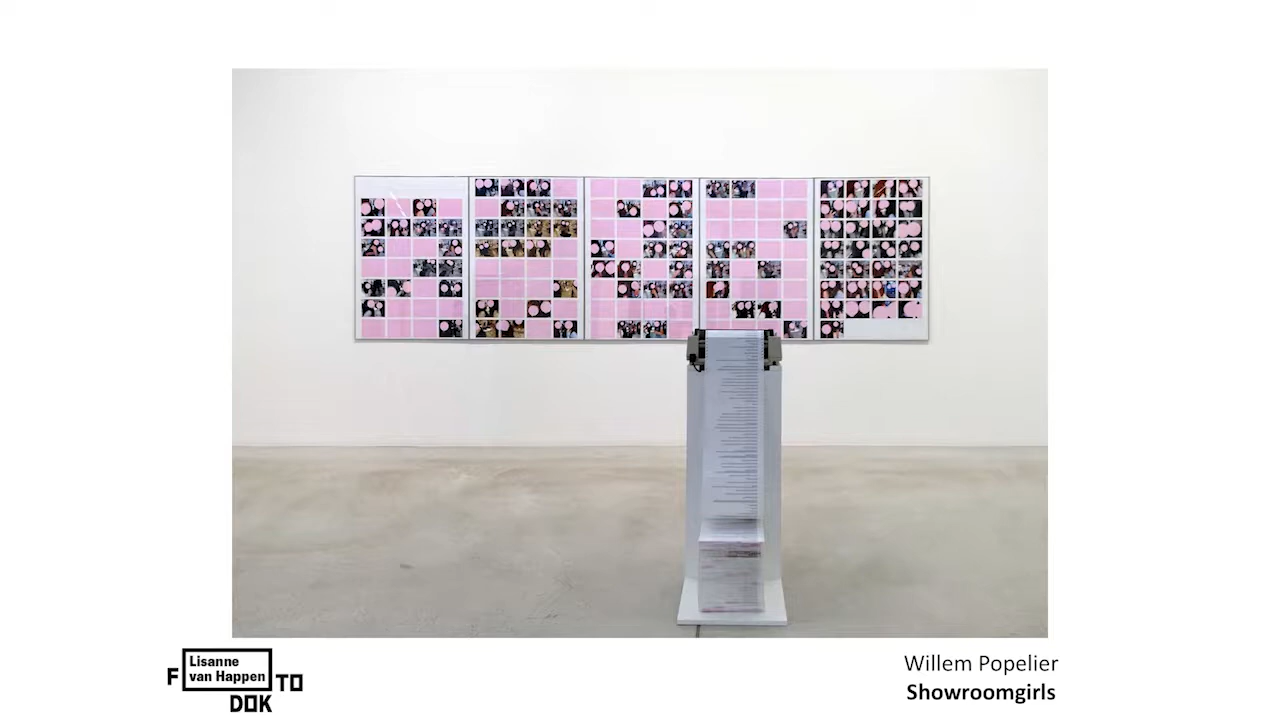 Lisanne
van Happen
F
TO
DOK
Willem Popelier
Showroomgirls